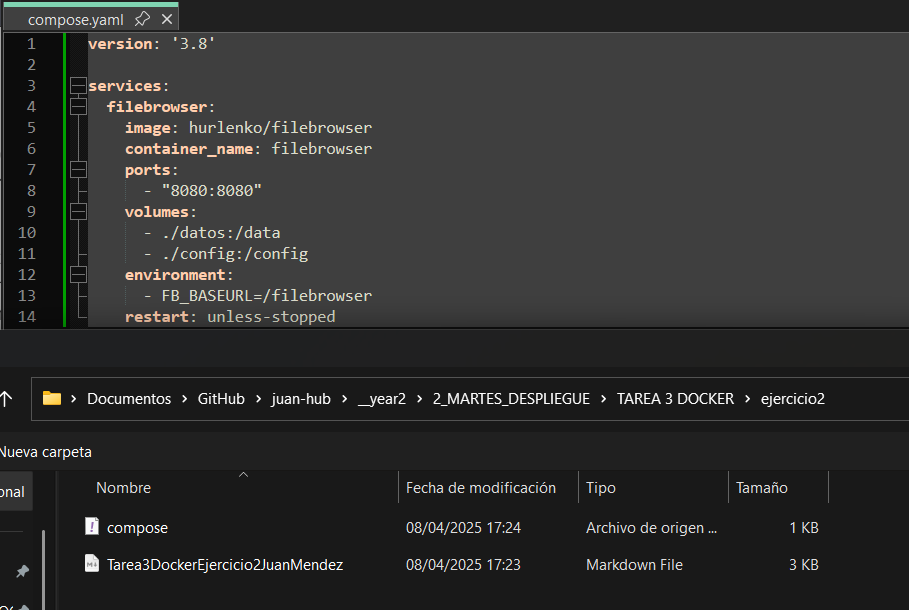 compose.yaml
1 version: '3.8'
2
3 services:
4 filebrowser:
5 image: hurlenko/filebrowser
6 container_name: filebrowser
7 ports:
8 - "8080:8080"
9 volumes:
10 - ./datos:/data
11 - ./config:/config
12 environment:
13 - FB_BASEURL=/filebrowser
14 restart: unless-stopped
Documentos > GitHub > juan-hub > __year2 > 2_MARTES_DESPLIEGUE > TAREA 3 DOCKER > ejercicio2
Nueva carpeta
onal
Nombre Fecha de modificación Tipo Tamaño
compose 08/04/2025 17:24 Archivo de origen ... 1 KB
Tarea3DockerEjercicio2JuanMendez 08/04/2025 17:23 Markdown File 3 KB